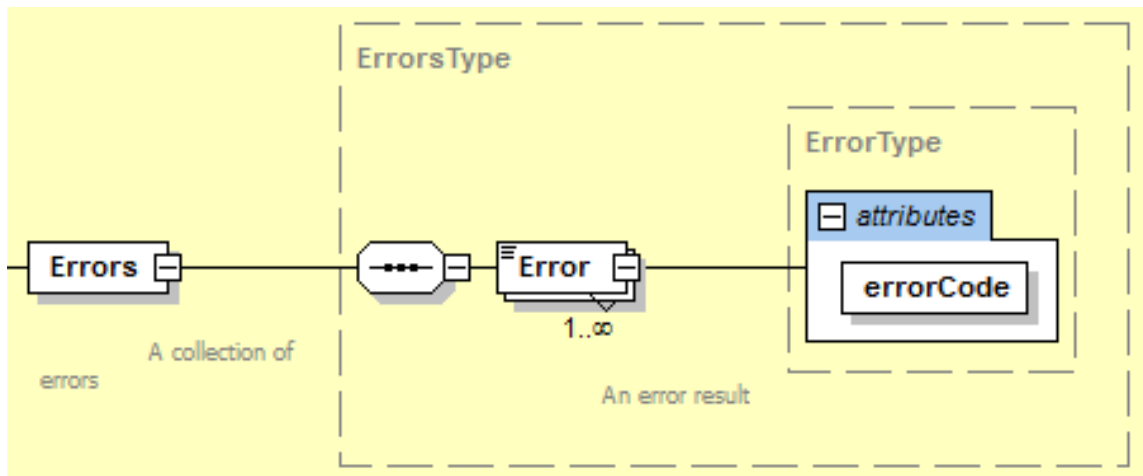 ErrorsType
ErrorType
attributes
Errors
Error
errorCode
1..∞
A collection of
errors
An error result